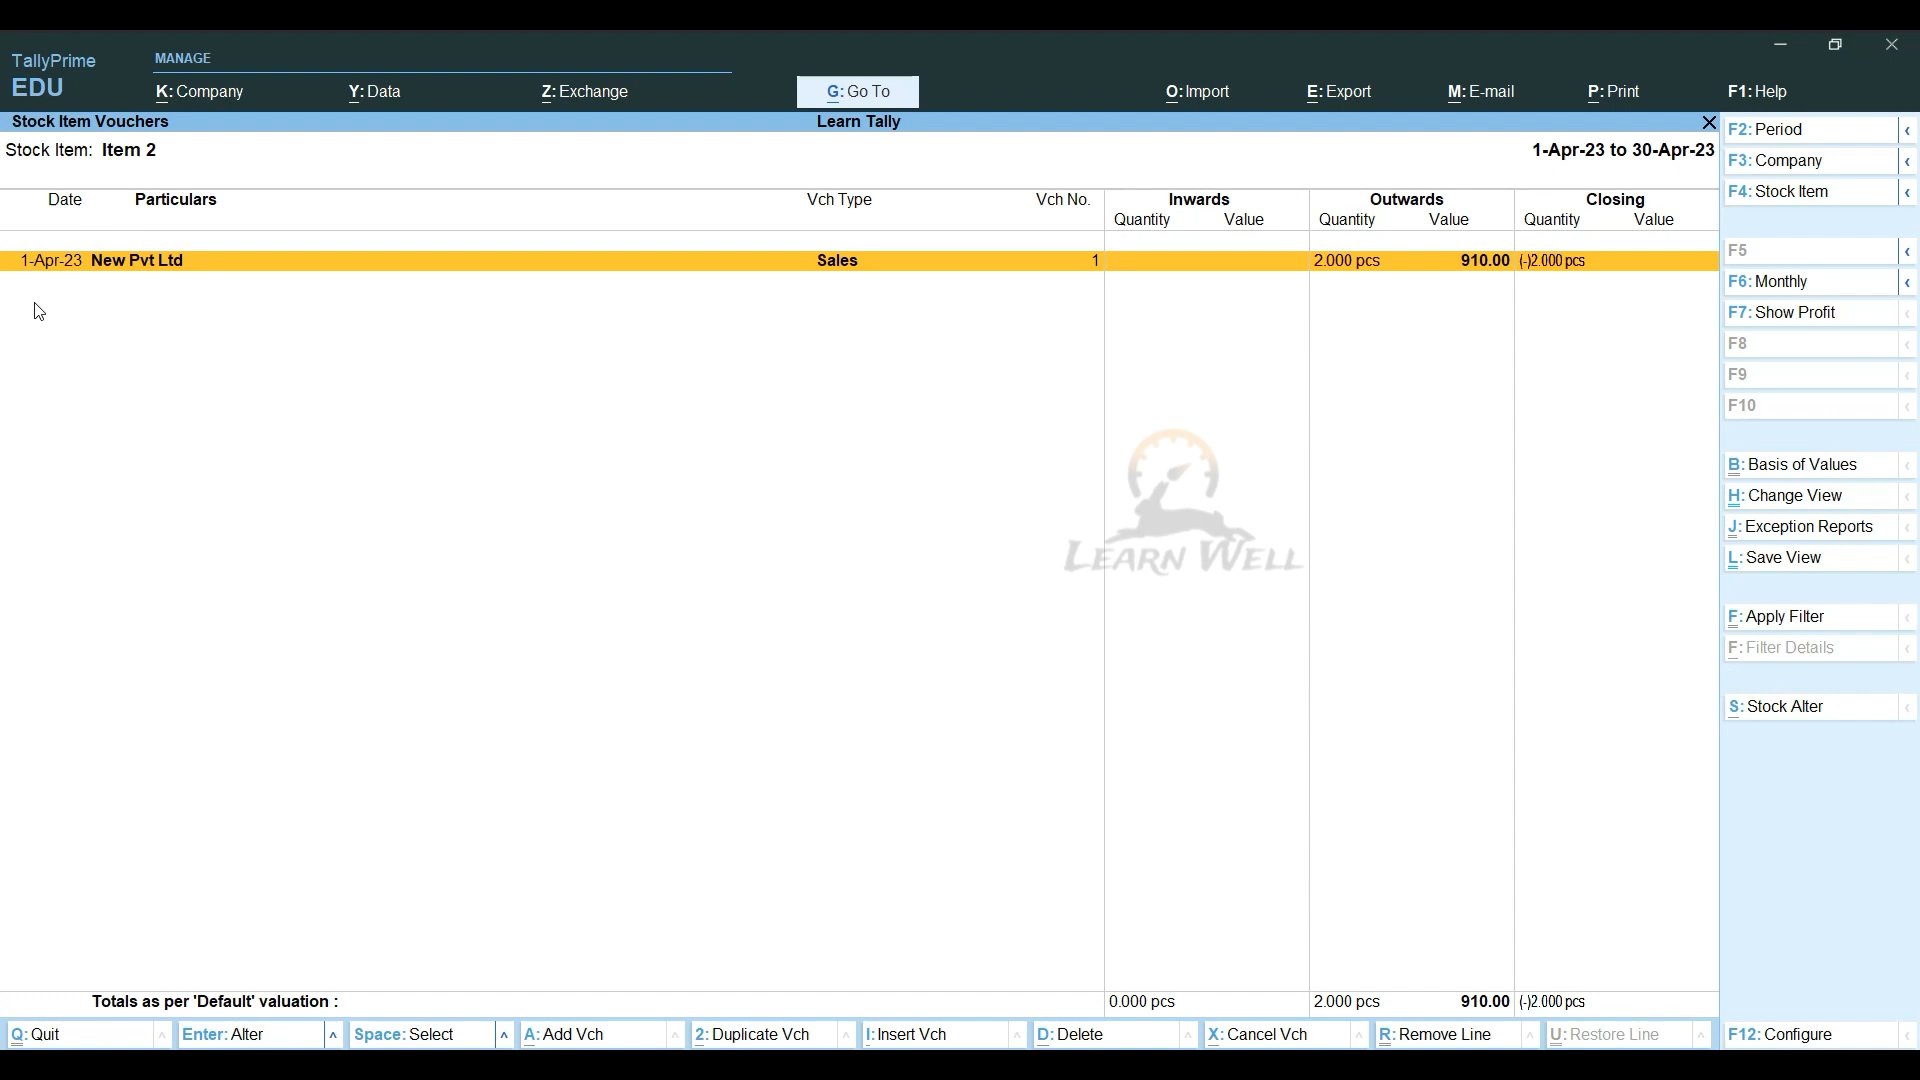 TallyPrime
EDU
MANAGE
K: Company
Y: Data
Z: Exchange
G: Go To
O: Import
E: Export
M: E-mail
P: Print
F1: Help
Stock Item Vouchers
Learn Tally
Stock Item: Item 2
1-Apr-23 to 30-Apr-23
Date Particulars Vch Type Vch No. Inwards Outwards Closing
Quantity Value Quantity Value Quantity Value
1-Apr-23 New Pvt Ltd Sales 1 2.000 pcs 910.00 (-)2.000 pcs
LEARN WELL
Totals as per 'Default' valuation : 0.000 pcs 2.000 pcs 910.00 (-)2.000 pcs
F2: Period
F3: Company
F4: Stock Item
F5
F6: Monthly
F7: Show Profit
F8
F9
F10
B: Basis of Values
H: Change View
J: Exception Reports
L: Save View
F: Apply Filter
F: Filter Details
S: Stock Alter
Q: Quit
Enter: Alter
Space: Select
A: Add Vch
2: Duplicate Vch
I: Insert Vch
D: Delete
X: Cancel Vch
R: Remove Line
U: Restore Line
F12: Configure